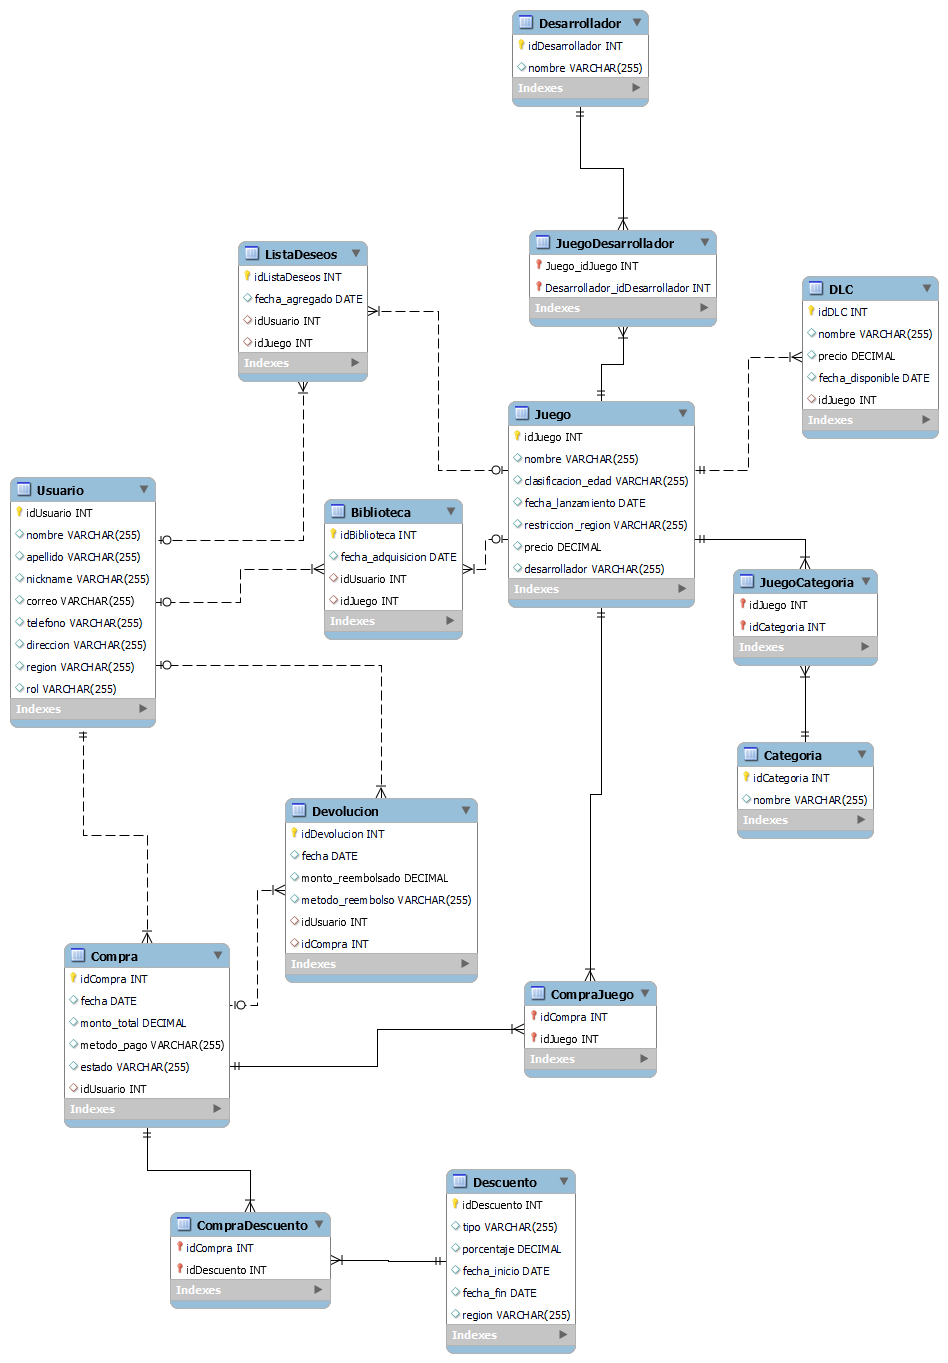 Desarrollador
idDesarrollador INT
nombre VARCHAR(255)
Indexes
JuegoDesarrollador
Juego_idJuego INT
Desarrollador_idDesarrollador INT
Indexes
ListaDeseos
idListaDeseos INT
fecha_agregado DATE
idUsuario INT
idJuego INT
Indexes
DLC
idDLC INT
nombre VARCHAR(255)
precio DECIMAL
fecha_disponible DATE
idJuego INT
Indexes
Juego
idJuego INT
nombre VARCHAR(255)
clasificacion_edad VARCHAR(255)
fecha_lanzamiento DATE
restriccion_region VARCHAR(255)
precio DECIMAL
desarrollador VARCHAR(255)
Indexes
Usuario
idUsuario INT
nombre VARCHAR(255)
apellido VARCHAR(255)
nickname VARCHAR(255)
correo VARCHAR(255)
telefono VARCHAR(255)
direccion VARCHAR(255)
region VARCHAR(255)
rol VARCHAR(255)
Indexes
Biblioteca
idBiblioteca INT
fecha_adquisicion DATE
idUsuario INT
idJuego INT
Indexes
JuegoCategoria
idJuego INT
idCategoria INT
Indexes
Categoria
idCategoria INT
nombre VARCHAR(255)
Indexes
Devolucion
idDevolucion INT
fecha DATE
monto_reembolsado DECIMAL
metodo_reembolso VARCHAR(255)
idUsuario INT
idCompra INT
Indexes
Compra
idCompra INT
fecha DATE
monto_total DECIMAL
metodo_pago VARCHAR(255)
estado VARCHAR(255)
idUsuario INT
Indexes
CompraJuego
idCompra INT
idJuego INT
Indexes
CompraDescuento
idCompra INT
idDescuento INT
Indexes
Descuento
idDescuento INT
tipo VARCHAR(255)
porcentaje DECIMAL
fecha_inicio DATE
fecha_fin DATE
region VARCHAR(255)
Indexes